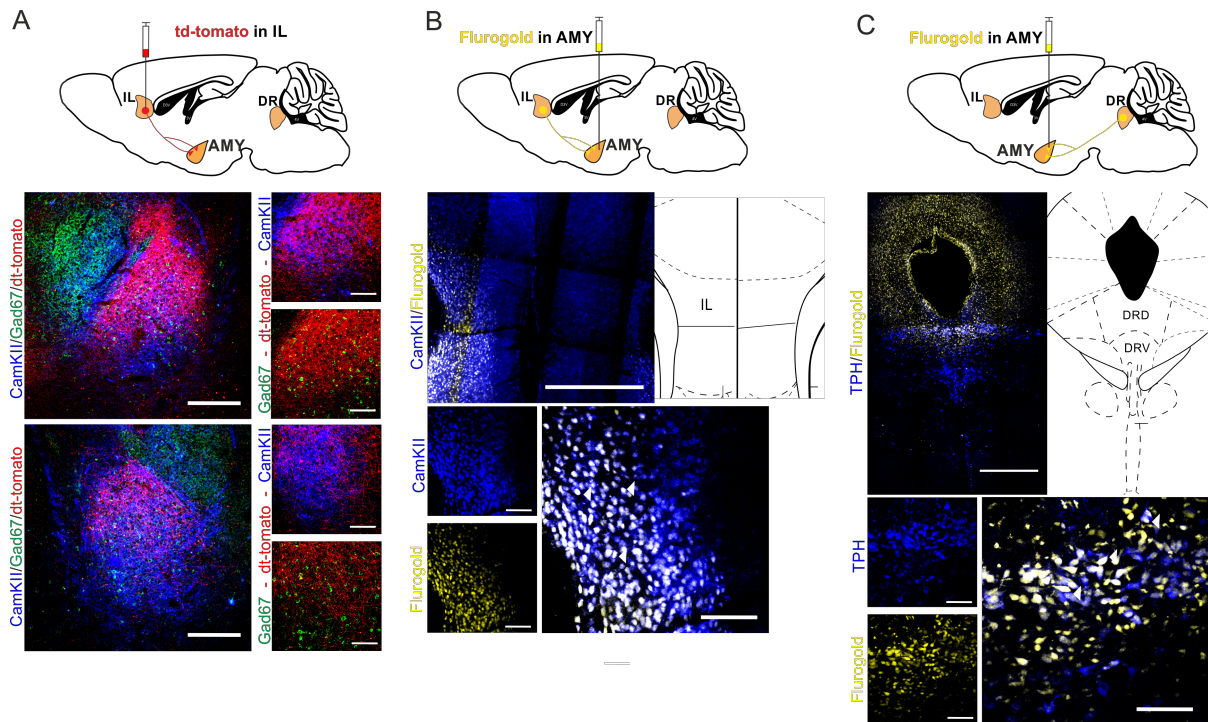 A
td-tomato in IL
IL
DR
AMY
CamKII/Gad67/dt-tomato
Gad67 - dt-tomato - CamKII
CamKII/Gad67/dt-tomato
Gad67 - dt-tomato - CamKII
B
Flurogold in AMY
IL
DR
AMY
CamKII/Flurogold
IL
CamKII
Flurogold
C
Flurogold in AMY
IL
DR
AMY
TPH/Flurogold
DRD
DRV
TPH
Flurogold